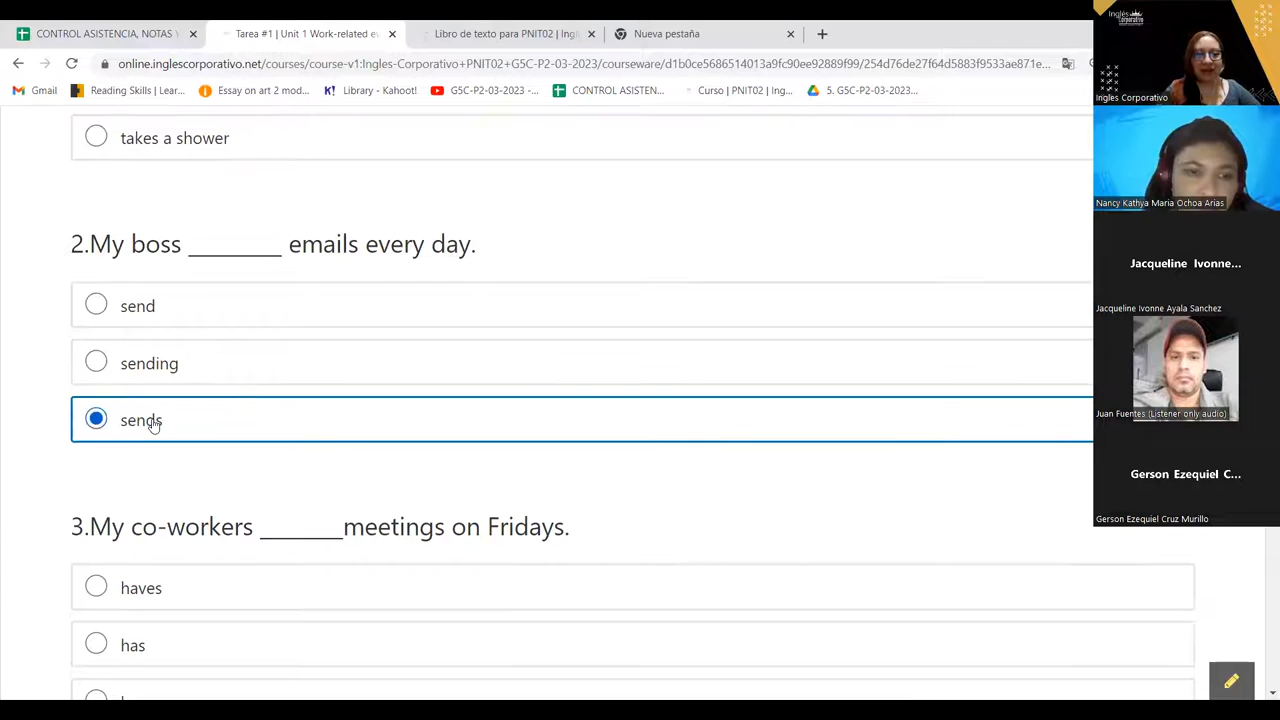 CONTROL ASISTENCIA, NOTAS Y
Tarea #1 | Unit 1 Work-related e
Libro de texto para PNIT02 | Ingl
Nueva pestaña
online.inglescorporativo.net/courses/course-v1:Ingles-Corporativo+PNIT02+G5C-P2-03-2023/courseware/d1b0ce5686514013a9fc90ee92889f99/254d76de27f64d5883f9533ae871e...
Gmail
Reading Skills | Lear...
Essay on art 2 mod...
Library - Kahoot!
G5C-P2-03-2023 -...
CONTROL ASISTEN...
Curso | PNIT02 | Ing...
5. G5C-P2-03-2023...
takes a shower
2.My boss ________ emails every day.
send
sending
sends
3.My co-workers _______meetings on Fridays.
haves
has
Inglés
Corporativo
Ingles Corporativo
Nancy Kathya Maria Ochoa Arias
Jacqueline Ivonne...
Jacqueline Ivonne Ayala Sanchez
Juan Fuentes (Listener only audio)
Gerson Ezequiel C...
Gerson Ezequiel Cruz Murillo